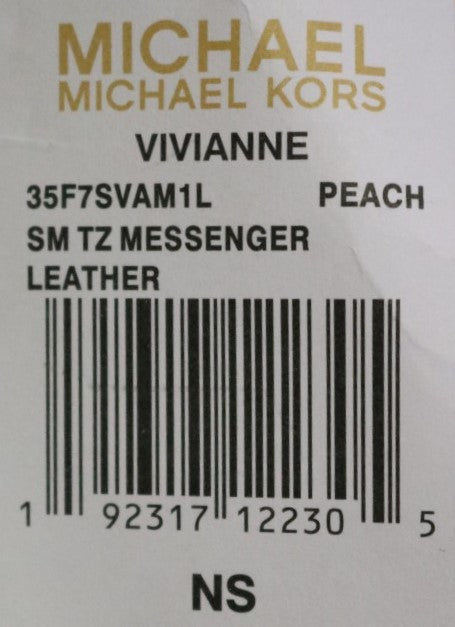 MICHAEL
MICHAEL KORS
VIVIANNE
35F7SVAM1L PEACH
SM TZ MESSENGER
LEATHER
1 92317 12230 5
NS